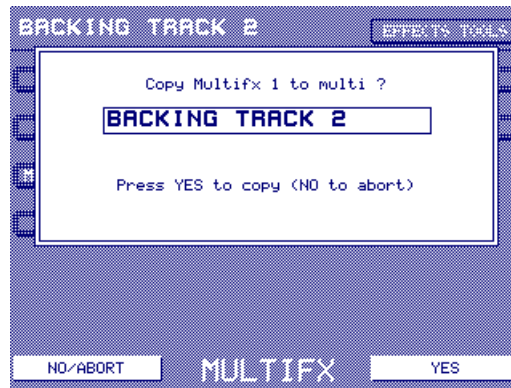 BACKING TRACK 2
EFFECTS TOOLS
Copy Multifx 1 to multi ?
BACKING TRACK 2
Press YES to copy (NO to abort)
M
NO/ABORT MULTIFX YES